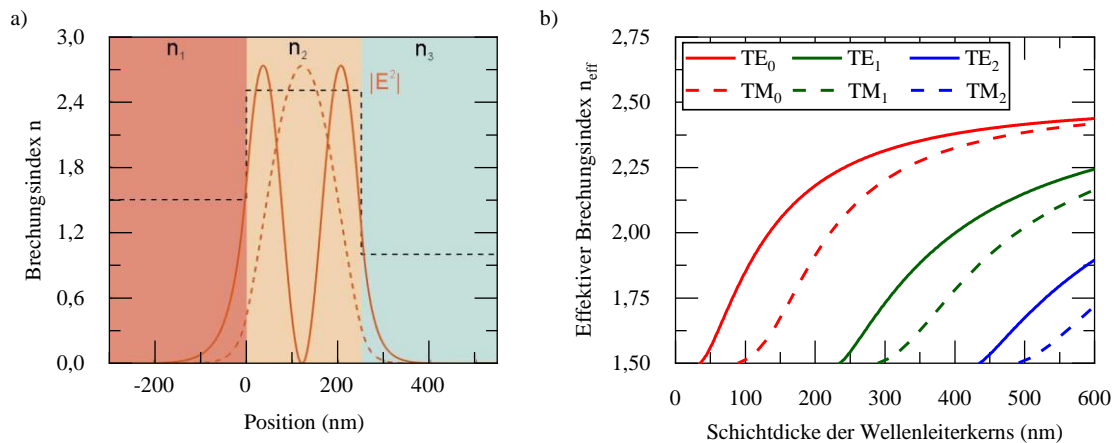 a)
3,0
2,4
1,8
1,2
0,6
0,0
Brechungsindex n
n1
n2
n3
|E²|
-200
0
200
400
Position (nm)
b)
2,75
2,50
2,25
2,00
1,75
1,50
Effektiver Brechungsindex neff
TE0
TE1
TE2
TM0
TM1
TM2
0
100
200
300
400
450
500
600
Schichtdicke der Wellenleiterkerns (nm)